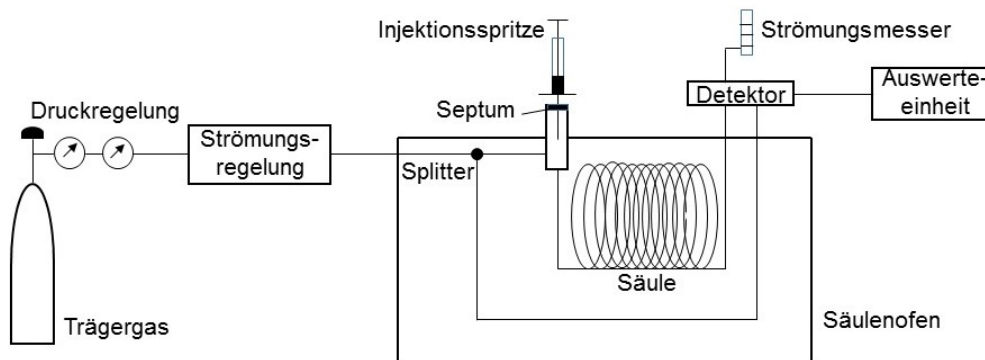 Injektionsspritze
Strömungsmesser
Druckregelung
Septum
Detektor
Auswerte-
einheit
Strömungs-
regelung
Splitter
Säule
Trägergas
Säulenofen